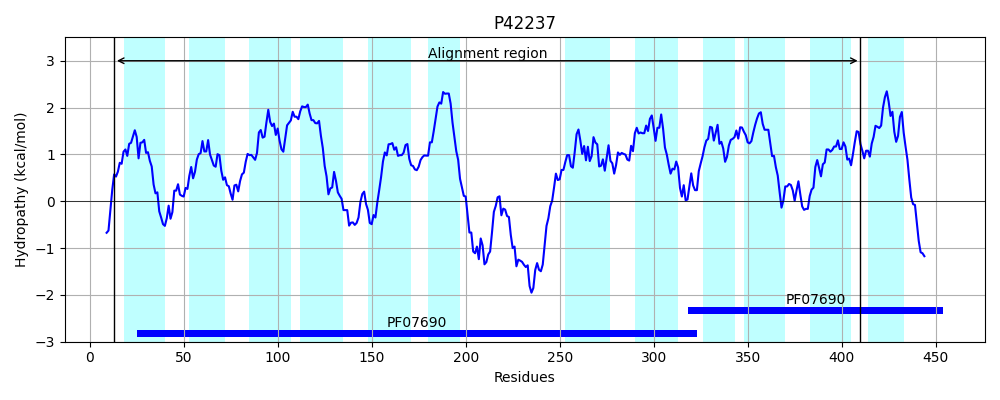 P42237
Alignment region
3
2
1
0
−1
−2
−3
Hydropathy (kcal/mol)
PF07690
PF07690
0 50 100 150 200 250 300 350 400 450
Residues